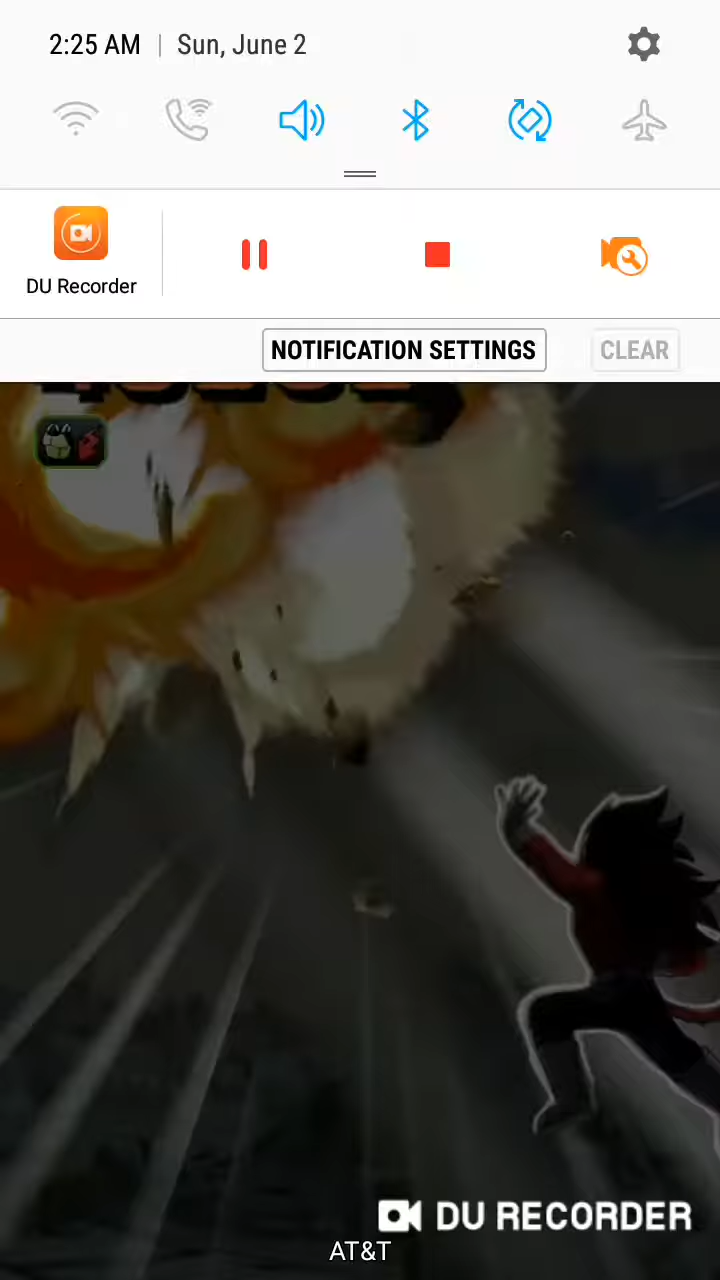 2:25 AM | Sun, June 2
DU Recorder
NOTIFICATION SETTINGS
CLEAR
DU RECORDER
AT&T